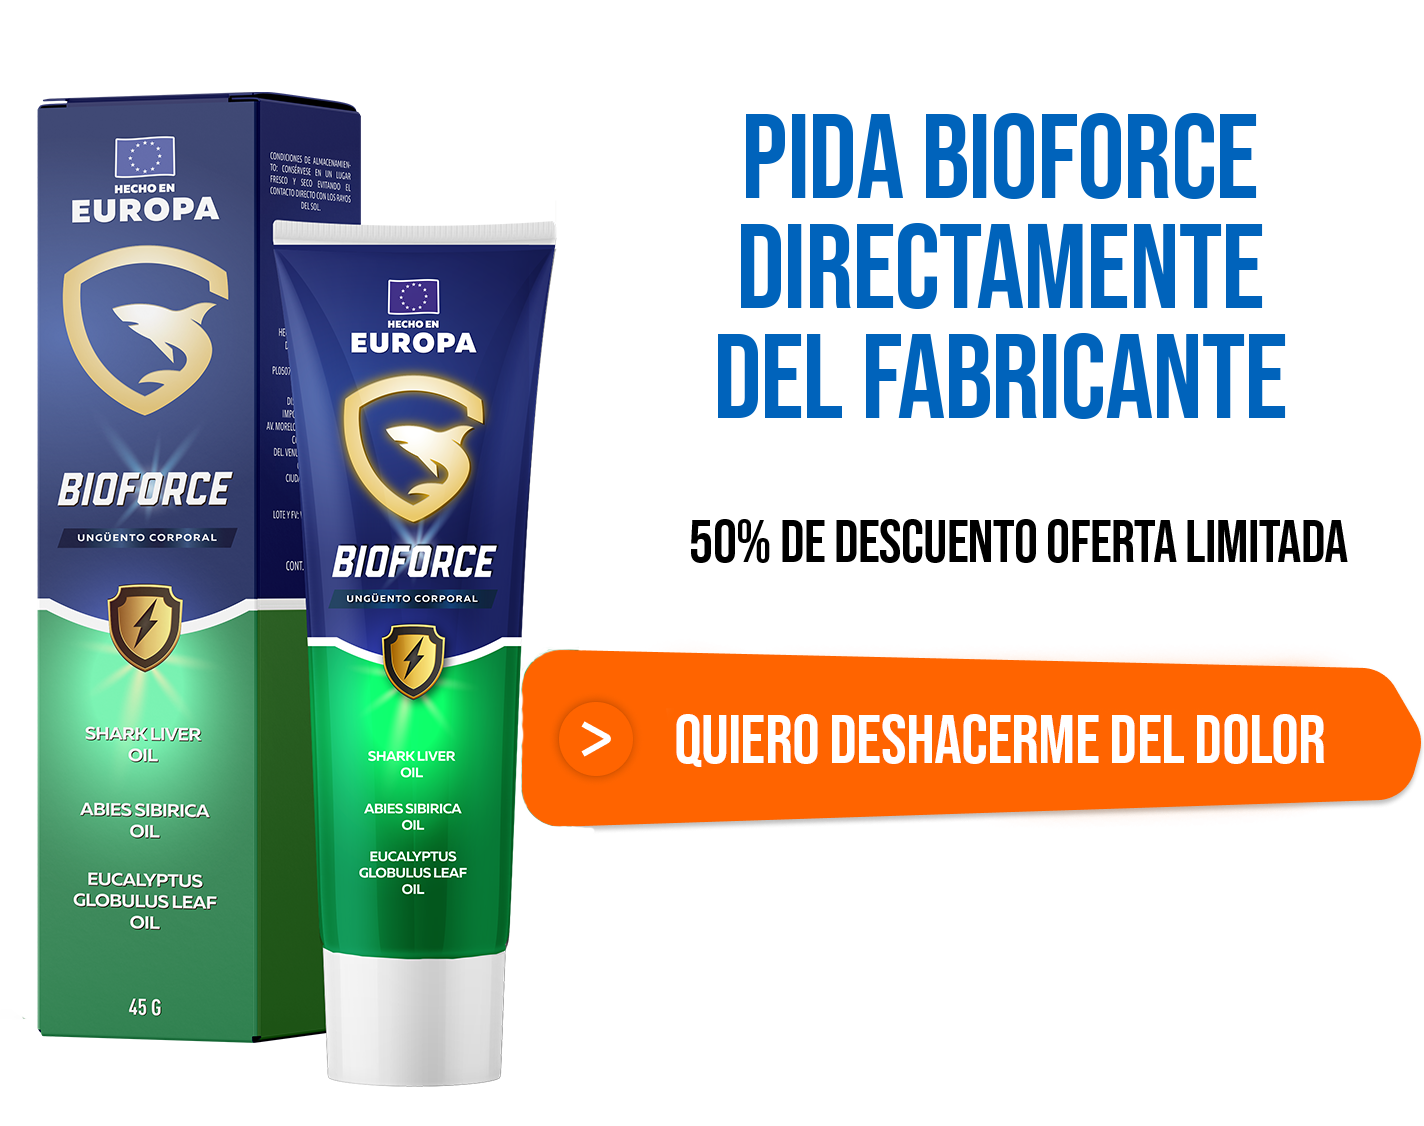 HECHO EN
EUROPA
BIOFORCE
UNGÜENTO CORPORAL
SHARK LIVER
OIL
ABIES SIBIRICA
OIL
EUCALYPTUS
GLOBULUS LEAF
OIL
45 G
CONDICIONES DE ALMACENAMIEN-
TO: CONSÉRVESE EN UN LUGAR
FRESCO Y SECO EVITANDO EL
CONTACTO DIRECTO CON LOS RAYOS
DEL SOL.
LOTE Y FV:
CONT.
HECHO EN
EUROPA
BIOFORCE
UNGÜENTO CORPORAL
SHARK LIVER
OIL
ABIES SIBIRICA
OIL
EUCALYPTUS
GLOBULUS LEAF
OIL
PIDA BIOFORCE
DIRECTAMENTE
DEL FABRICANTE
50% DE DESCUENTO OFERTA LIMITADA
> QUIERO DESHACERME DEL DOLOR